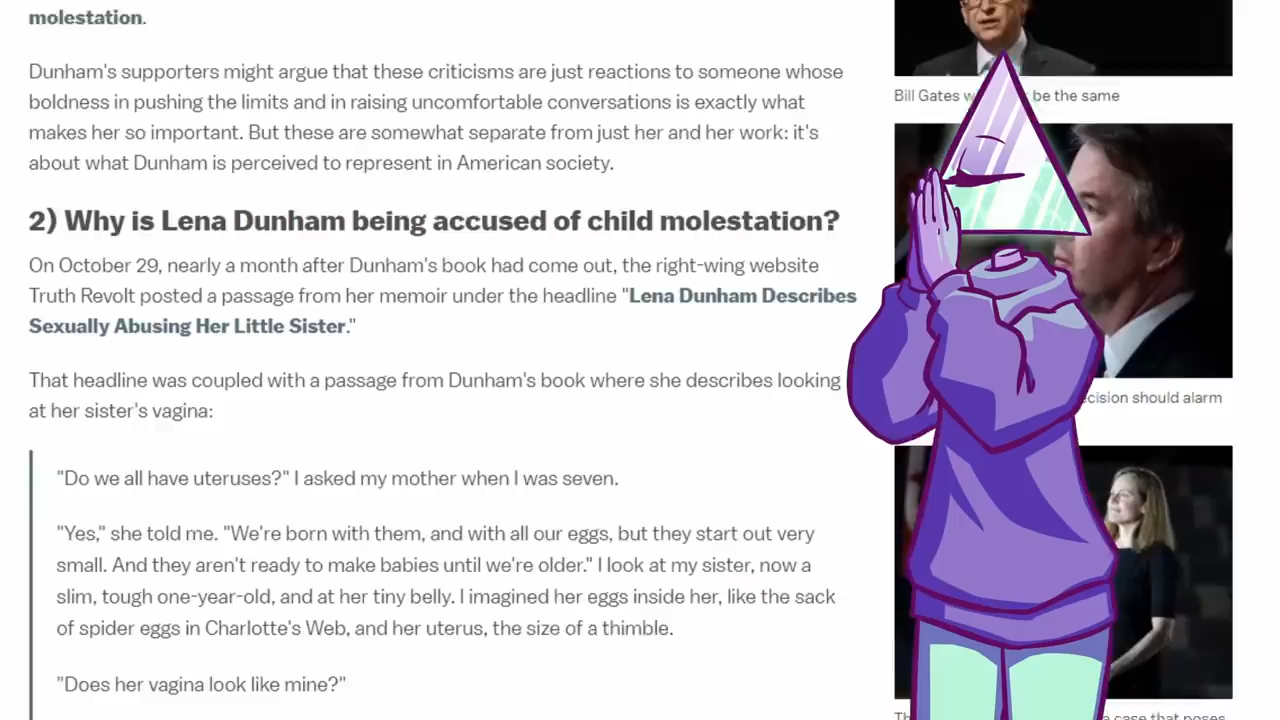 molestation.
Dunham's supporters might argue that these criticisms are just reactions to someone whose
boldness in pushing the limits and in raising uncomfortable conversations is exactly what
makes her so important. But these are somewhat separate from just her and her work: it's
about what Dunham is perceived to represent in American society.
2) Why is Lena Dunham being accused of child molestation?
On October 29, nearly a month after Dunham's book had come out, the right-wing website
Truth Revolt posted a passage from her memoir under the headline "Lena Dunham Describes
Sexually Abusing Her Little Sister."
That headline was coupled with a passage from Dunham's book where she describes looking
at her sister's vagina:
"Do we all have uteruses?" I asked my mother when I was seven.
"Yes," she told me. "We're born with them, and with all our eggs, but they start out very
small. And they aren't ready to make babies until we're older." I look at my sister, now a
slim, tough one-year-old, and at her tiny belly. I imagined her eggs inside her, like the sack
of spider eggs in Charlotte's Web, and her uterus, the size of a thimble.
"Does her vagina look like mine?"
Bill Gates be the same
should alarm
case that poses